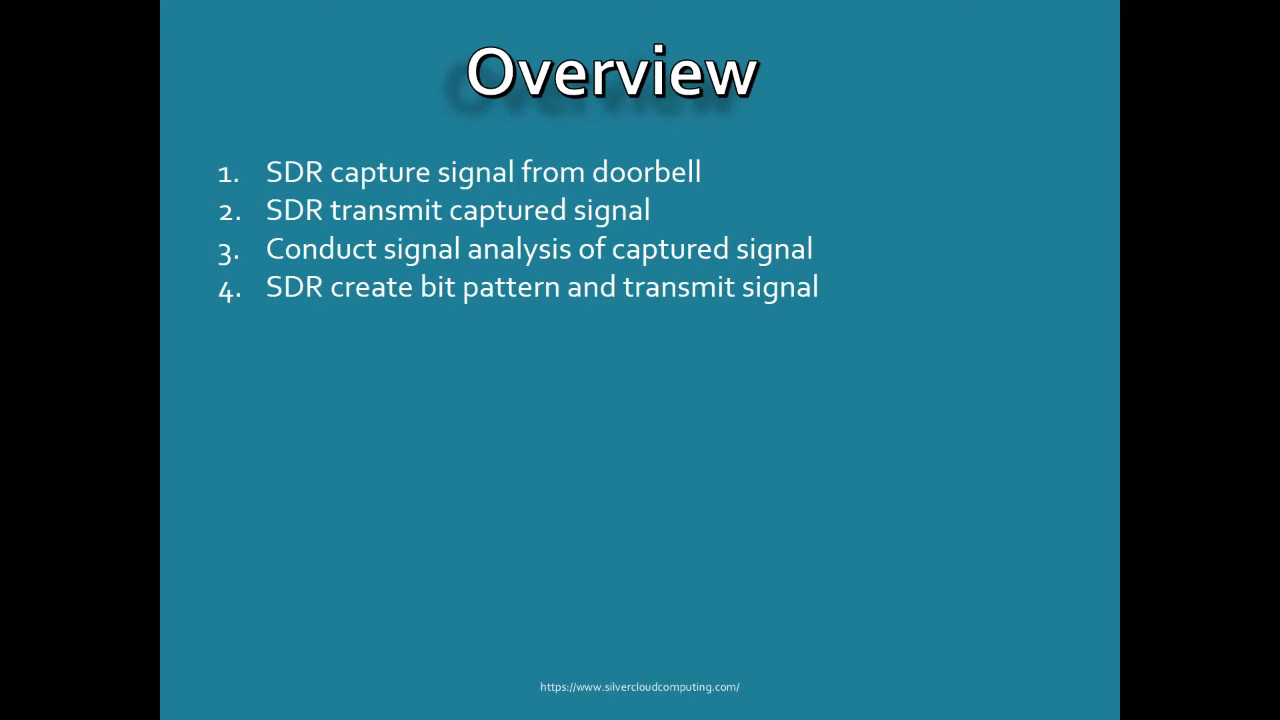 Overview
1. SDR capture signal from doorbell
2. SDR transmit captured signal
3. Conduct signal analysis of captured signal
4. SDR create bit pattern and transmit signal
https://www.silvercloudcomputing.com/